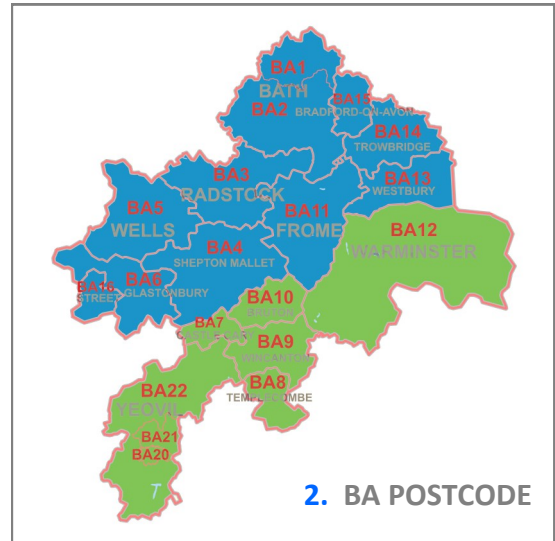 BA1
BATH
BA2
BA15
BRADFORD-ON-AVON
BA14
TROWBRIDGE
BA3
RADSTOCK
BA13
WESTBURY
BA5
WELLS
BA11
FROME
BA12
WARMINSTER
BA4
SHEPTON MALLET
BA16
STREET
BA6
GLASTONBURY
BA10
BRUTON
BA7
BA9
WINCANTON
BA8
TEMPLECOMBE
BA22
YEOVIL
BA21
BA20
2. BA POSTCODE